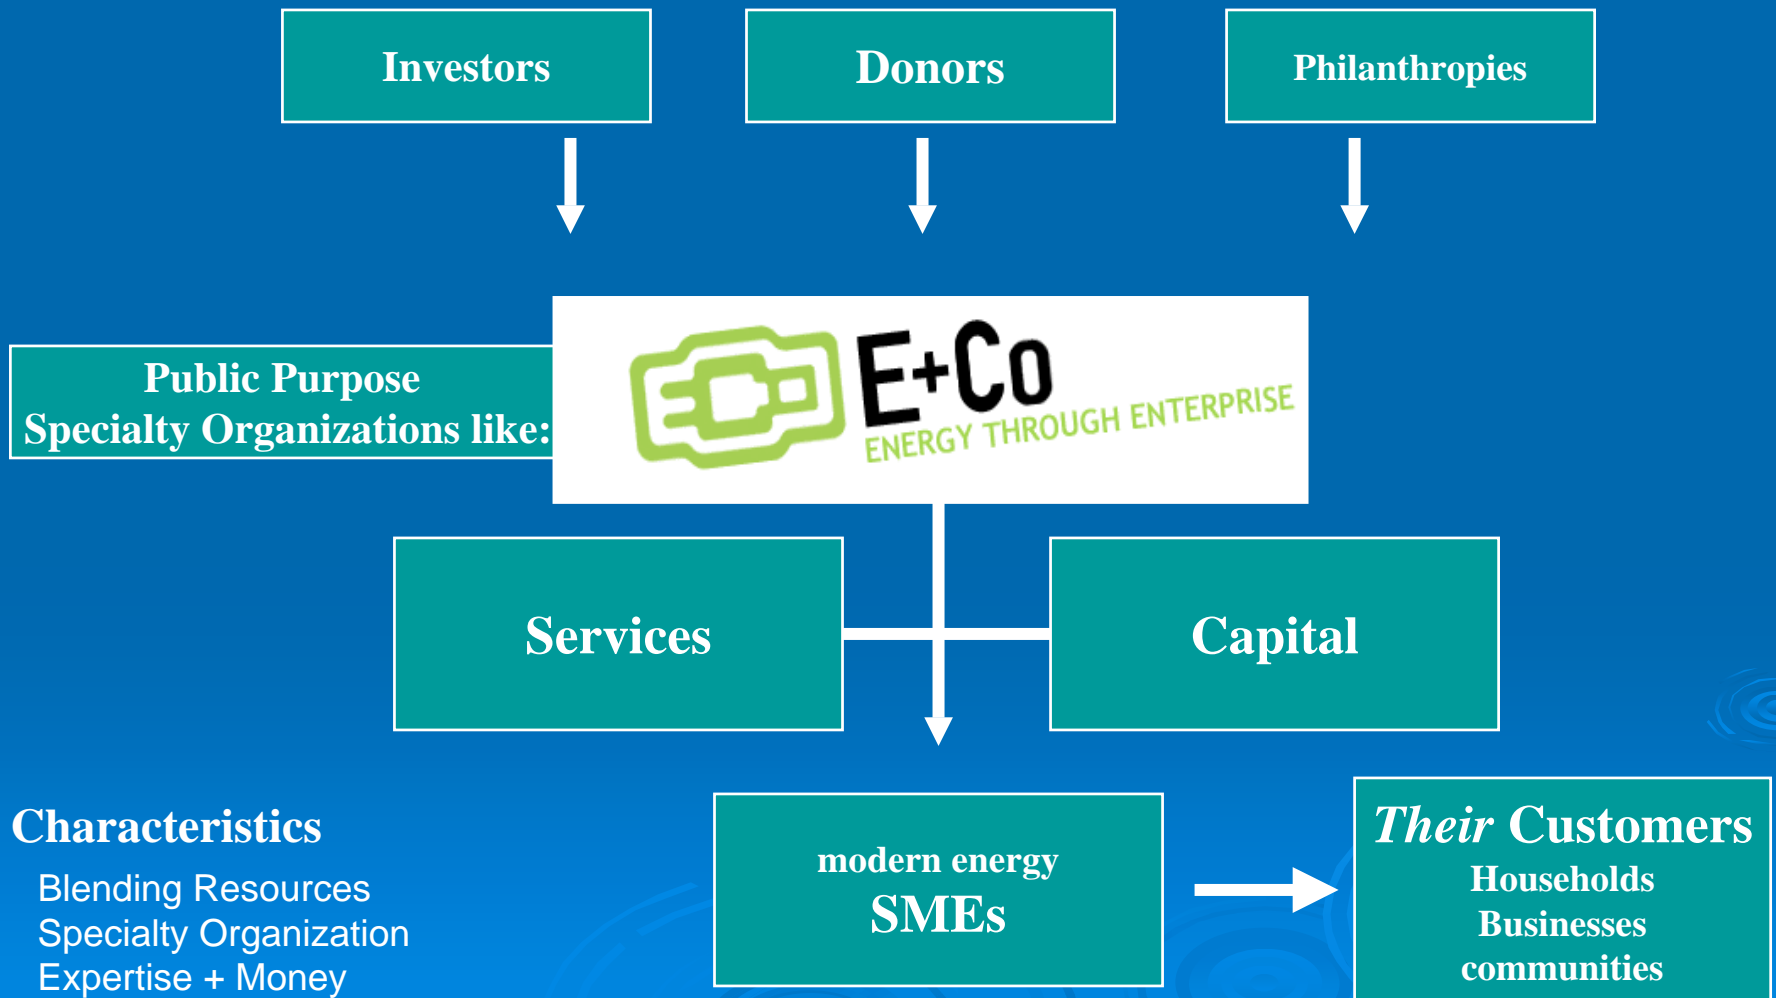 Investors
Donors
Philanthropies
Public Purpose
Specialty Organizations like:
E+Co
ENERGY THROUGH ENTERPRISE
Services
Capital
Characteristics
Blending Resources
Specialty Organization
Expertise + Money
modern energy
SMEs
Their Customers
Households
Businesses
communities